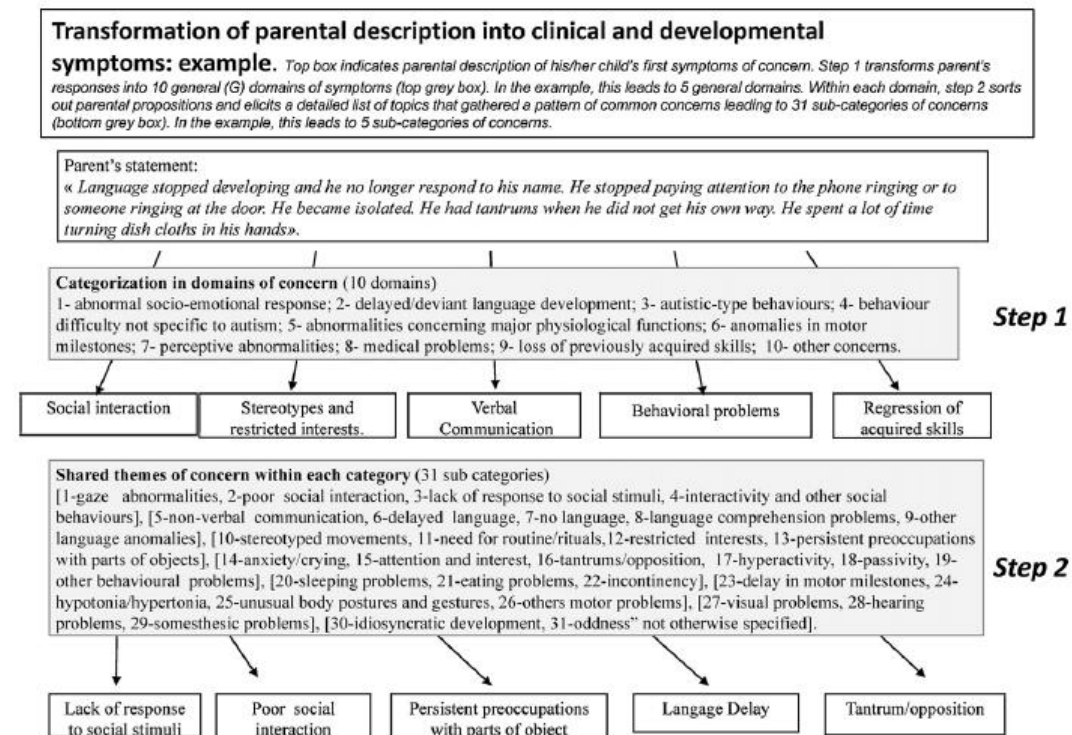 Transformation of parental description into clinical and developmental
symptoms: example. Top box indicates parental description of his/her child's first symptoms of concern. Step 1 transforms parent's
responses into 10 general (G) domains of symptoms (top grey box). In the example, this leads to 5 general domains. Within each domain, step 2 sorts
out parental propositions and elicits a detailed list of topics that gathered a pattern of common concerns leading to 31 sub-categories of concerns
(bottom grey box). In the example, this leads to 5 sub-categories of concerns.
Parent's statement:
« Language stopped developing and he no longer respond to his name. He stopped paying attention to the phone ringing or to
someone ringing at the door. He became isolated. He had tantrums when he did not get his own way. He spent a lot of time
turning dish cloths in his hands».
Categorization in domains of concern (10 domains)
1- abnormal socio-emotional response; 2- delayed/deviant language development; 3- autistic-type behaviours; 4- behaviour
difficulty not specific to autism; 5- abnormalities concerning major physiological functions; 6- anomalies in motor
milestones; 7- perceptive abnormalities; 8- medical problems; 9- loss of previously acquired skills; 10- other concerns.
Step 1
Social interaction
Stereotypes and
restricted interests.
Verbal
Communication
Behavioral problems
Regression of
acquired skills
Shared themes of concern within each category (31 sub categories)
[1-gaze abnormalities, 2-poor social interaction, 3-lack of response to social stimuli, 4-interactivity and other social
behaviours], [5-non-verbal communication, 6-delayed language, 7-no language, 8-language comprehension problems, 9-other
language anomalies], [10-stereotyped movements, 11-need for routine/rituals,12-restricted interests, 13-persistent preoccupations
with parts of objects], [14-anxiety/crying, 15-attention and interest, 16-tantrums/opposition, 17-hyperactivity, 18-passivity, 19-
other behavioural problems], [20-sleeping problems, 21-eating problems, 22-incontinency], [23-delay in motor milestones, 24-
hypotonia/hypertonia, 25-unusual body postures and gestures, 26-others motor problems], [27-visual problems, 28-hearing
problems, 29-somesthesic problems], [30-idiosyncratic development, 31-oddness" not otherwise specified].
Step 2
Lack of response
to social stimuli
Poor social
interaction
Persistent preoccupations
with parts of object
Langage Delay
Tantrum/opposition